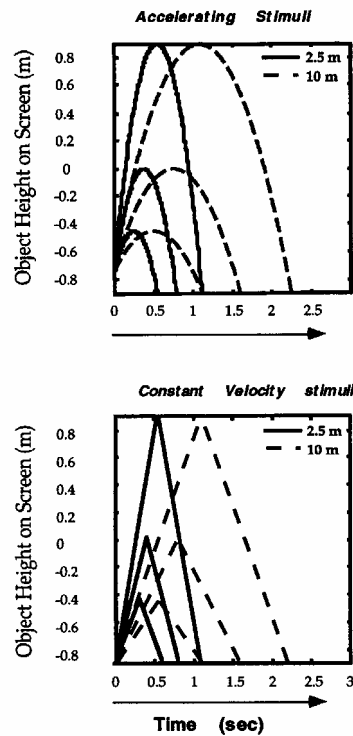 Accelerating Stimuli
Object Height on Screen (m)
0.8
0.6
0.4
0.2
0
-0.2
-0.4
-0.6
-0.8
2.5 m
10 m
0 0.5 1 1.5 2 2.5
Constant Velocity stimuli
Object Height on Screen (m)
0.8
0.6
0.4
0.2
0
-0.2
-0.4
-0.6
-0.8
2.5 m
10 m
0 0.5 1 1.5 2 2.5 3
Time (sec)